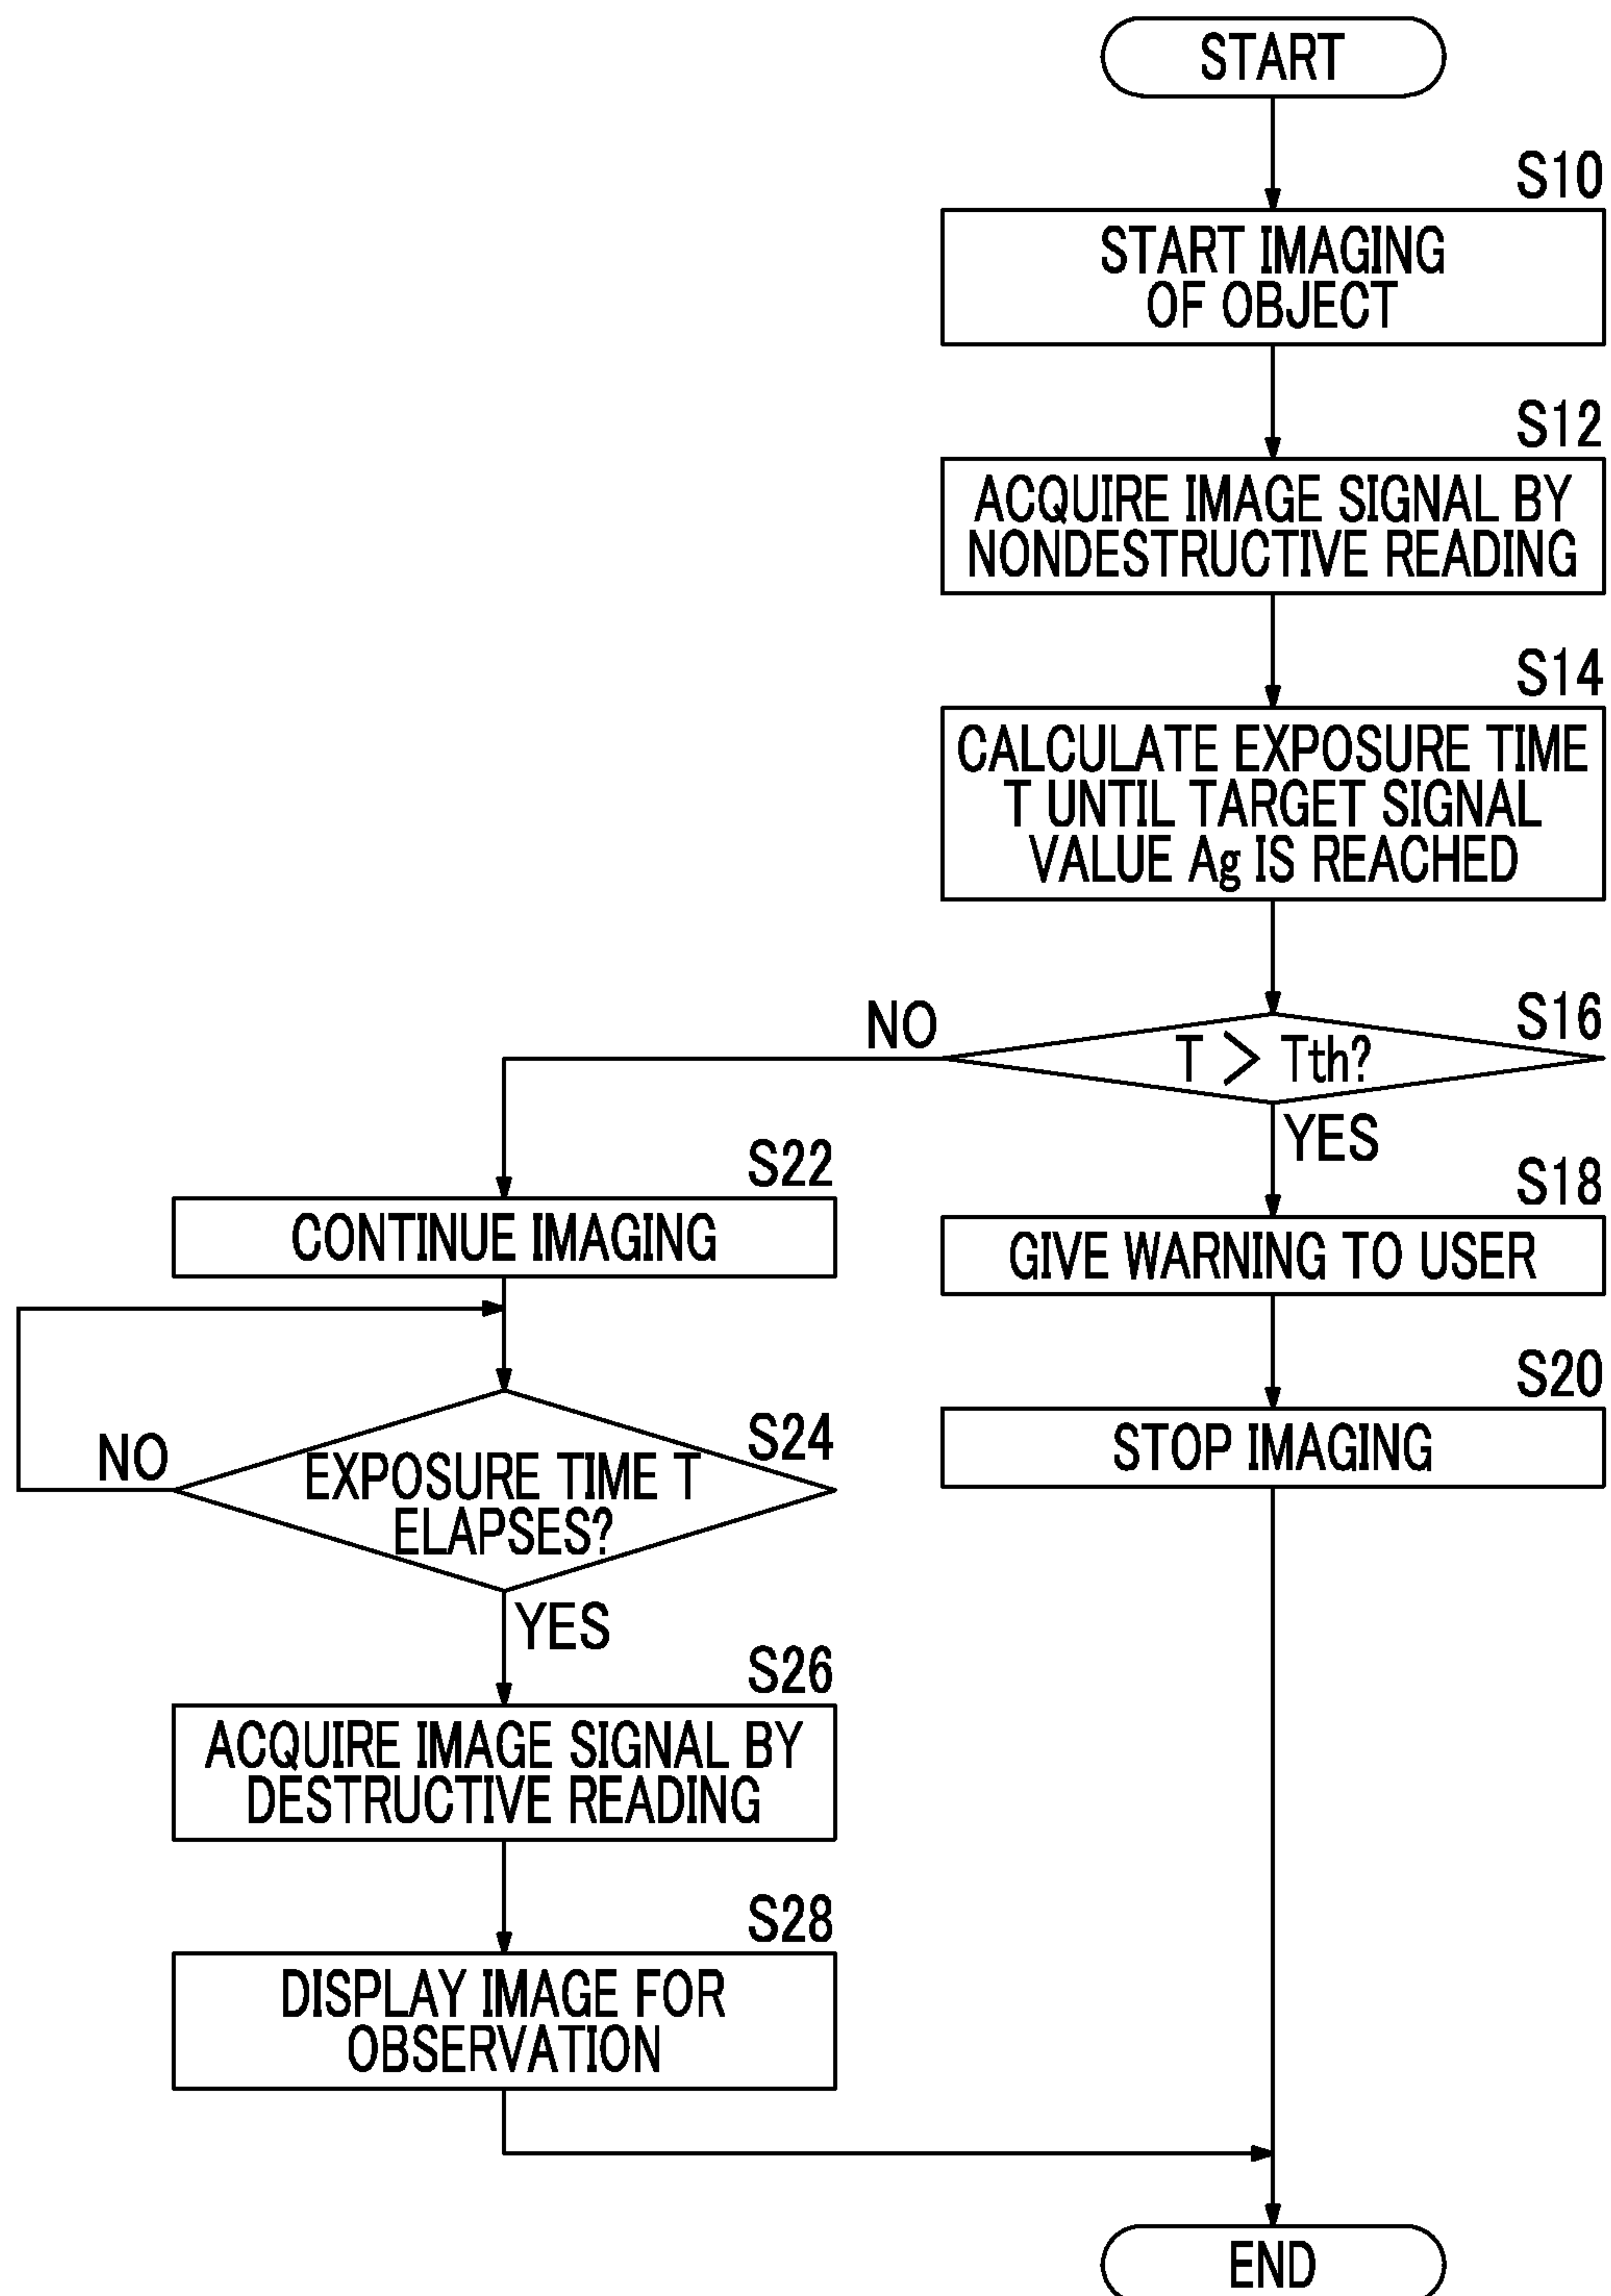 START
S10
START IMAGING
OF OBJECT
S12
ACQUIRE IMAGE SIGNAL BY
NONDESTRUCTIVE READING
S14
CALCULATE EXPOSURE TIME
T UNTIL TARGET SIGNAL
VALUE Ag IS REACHED
S16
T > Tth?
NO
YES
S18
GIVE WARNING TO USER
S20
STOP IMAGING
S22
CONTINUE IMAGING
S24
EXPOSURE TIME T
ELAPSES?
NO
YES
S26
ACQUIRE IMAGE SIGNAL BY
DESTRUCTIVE READING
S28
DISPLAY IMAGE FOR
OBSERVATION
END